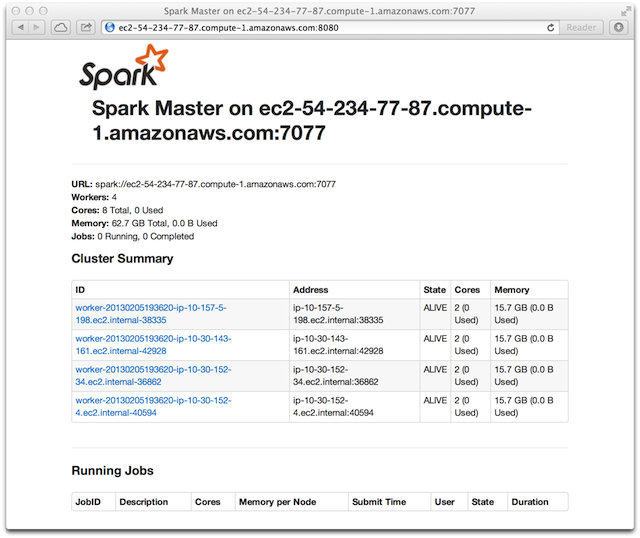 Spark Master on ec2-54-234-77-87.compute-1.amazonaws.com:7077
ec2-54-234-77-87.compute-1.amazonaws.com:8080
Reader
Spark
Spark Master on ec2-54-234-77-87.compute-
1.amazonaws.com:7077
URL: spark://ec2-54-234-77-87.compute-1.amazonaws.com:7077
Workers: 4
Cores: 8 Total, 0 Used
Memory: 62.7 GB Total, 0.0 B Used
Jobs: 0 Running, 0 Completed
Cluster Summary
ID Address State Cores Memory
worker-20130205193620-ip-10-157-5- ip-10-157-5- ALIVE 2 (0 15.7 GB (0.0 B
198.ec2.internal-38335 198.ec2.internal:38335 Used) Used)
worker-20130205193620-ip-10-30-143- ip-10-30-143- ALIVE 2 (0 15.7 GB (0.0 B
161.ec2.internal-42928 161.ec2.internal:42928 Used) Used)
worker-20130205193620-ip-10-30-152- ip-10-30-152- ALIVE 2 (0 15.7 GB (0.0 B
34.ec2.internal-36862 34.ec2.internal:36862 Used) Used)
worker-20130205193620-ip-10-30-152- ip-10-30-152- ALIVE 2 (0 15.7 GB (0.0 B
4.ec2.internal-40594 4.ec2.internal:40594 Used) Used)
Running Jobs
JobID Description Cores Memory per Node Submit Time User State Duration